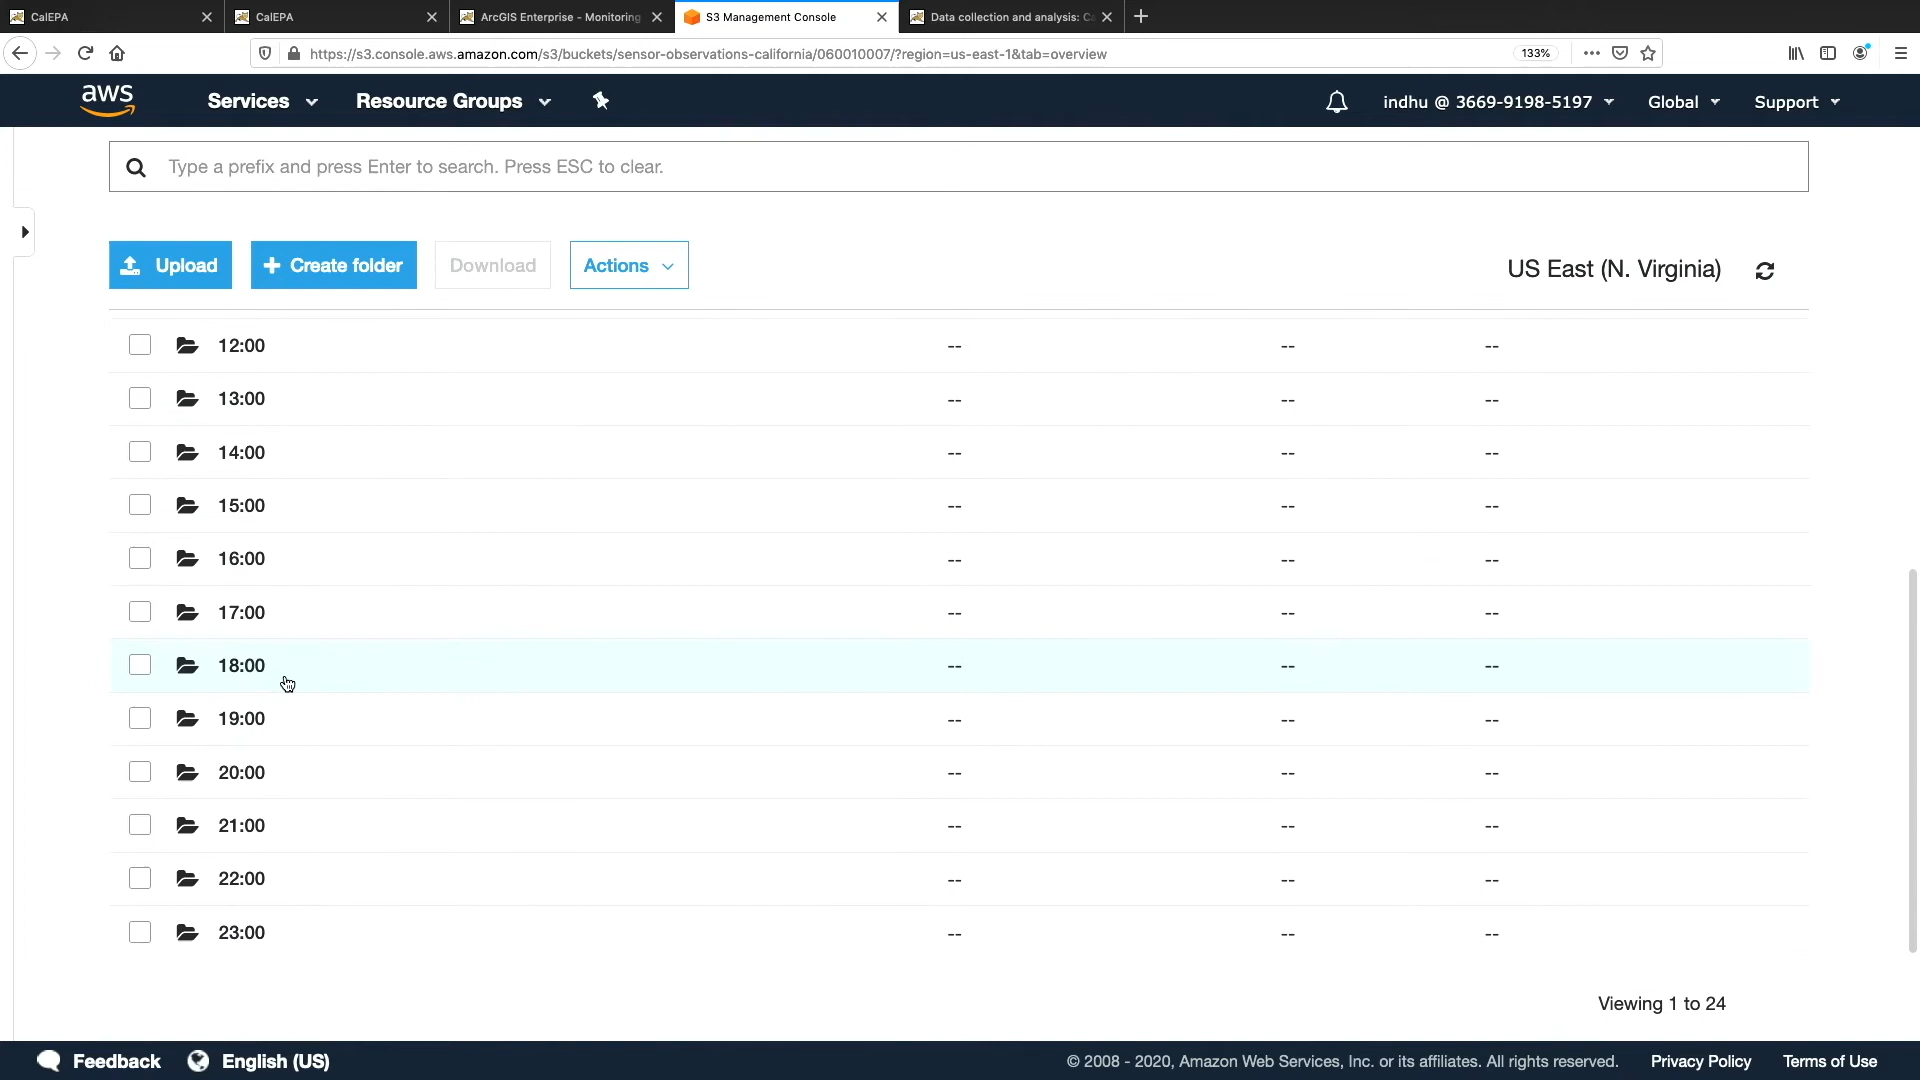 CalEPA
CalEPA
ArcGIS Enterprise - Monitoring
S3 Management Console
Data collection and analysis: Ca
https://s3.console.aws.amazon.com/s3/buckets/sensor-observations-california/060010007/?region=us-east-1&tab=overview
133%
aws
Services
Resource Groups
indhu @ 3669-9198-5197
Global
Support
Type a prefix and press Enter to search. Press ESC to clear.
Upload
Create folder
Download
Actions
US East (N. Virginia)
12:00 -- -- --
13:00 -- -- --
14:00 -- -- --
15:00 -- -- --
16:00 -- -- --
17:00 -- -- --
18:00 -- -- --
19:00 -- -- --
20:00 -- -- --
21:00 -- -- --
22:00 -- -- --
23:00 -- -- --
Viewing 1 to 24
Feedback
English (US)
© 2008 - 2020, Amazon Web Services, Inc. or its affiliates. All rights reserved.
Privacy Policy
Terms of Use